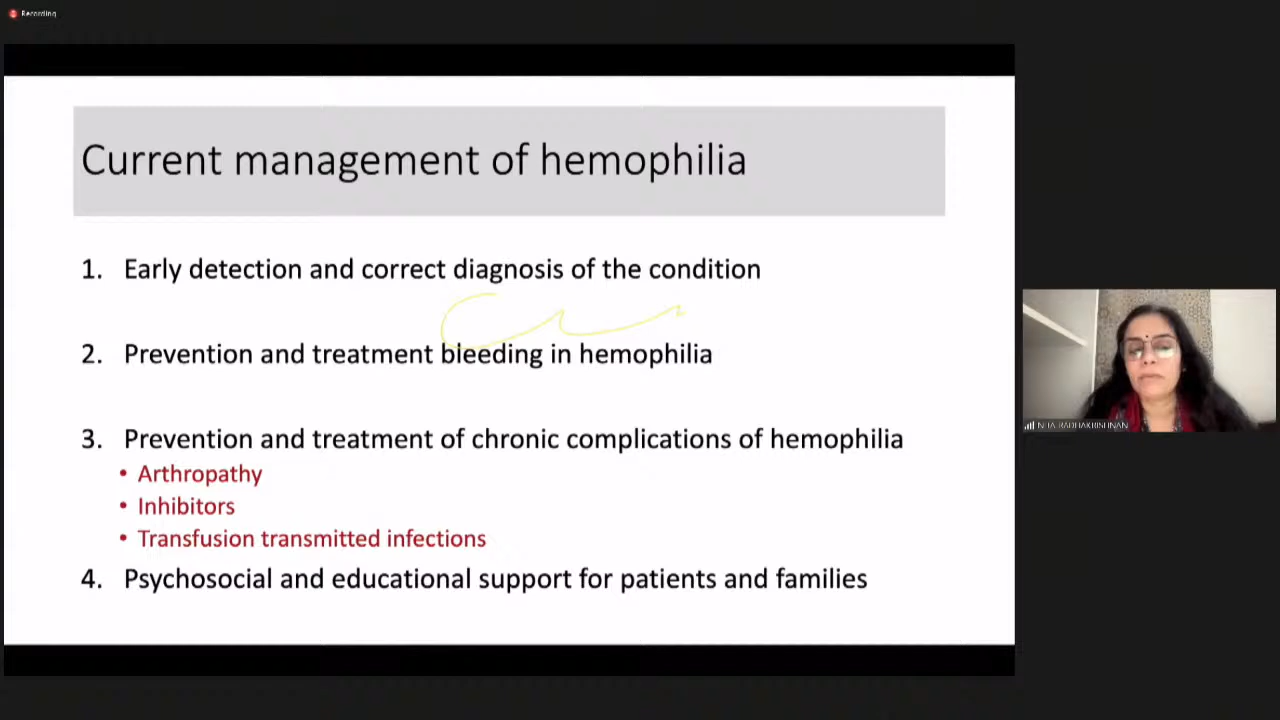 Recording
Current management of hemophilia
1. Early detection and correct diagnosis of the condition
2. Prevention and treatment bleeding in hemophilia
3. Prevention and treatment of chronic complications of hemophilia
• Arthropathy
• Inhibitors
• Transfusion transmitted infections
4. Psychosocial and educational support for patients and families
NITA RADHAKRISHNAN